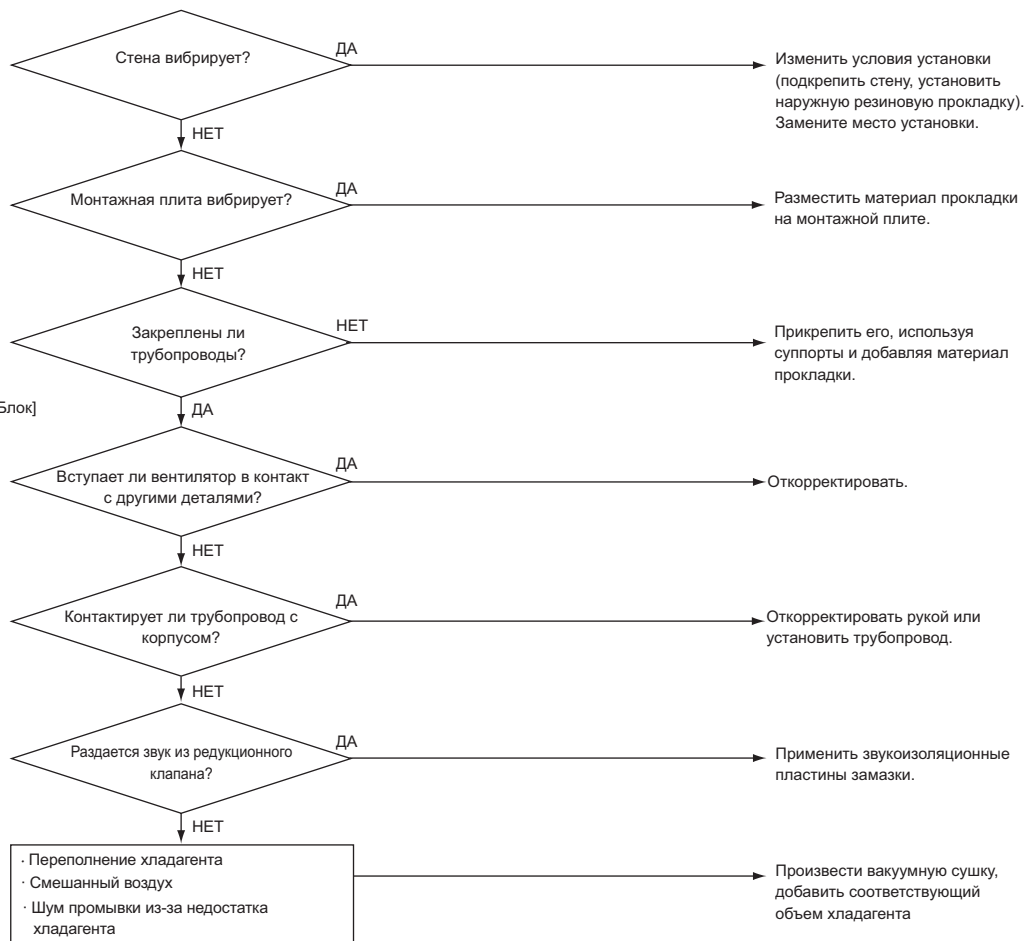 Стена вибрирует?
ДА
Изменить условия установки
(подкрепить стену, установить
наружную резиновую прокладку).
Замените место установки.
НЕТ
Монтажная плита вибрирует?
ДА
Разместить материал прокладки
на монтажной плите.
НЕТ
Закреплены ли
трубопроводы?
НЕТ
Прикрепить его, используя
суппорты и добавляя материал
прокладки.
Блок]
ДА
Вступает ли вентилятор в контакт
с другими деталями?
ДА
Откорректировать.
НЕТ
Контактирует ли трубопровод с
корпусом?
ДА
Откорректировать рукой или
установить трубопровод.
НЕТ
Раздается звук из редукционного
клапана?
ДА
Применить звукоизоляционные
пластины замазки.
НЕТ
· Переполнение хладагента
· Смешанный воздух
· Шум промывки из-за недостатка
хладагента
Произвести вакуумную сушку,
добавить соответствующий
объем хладагента